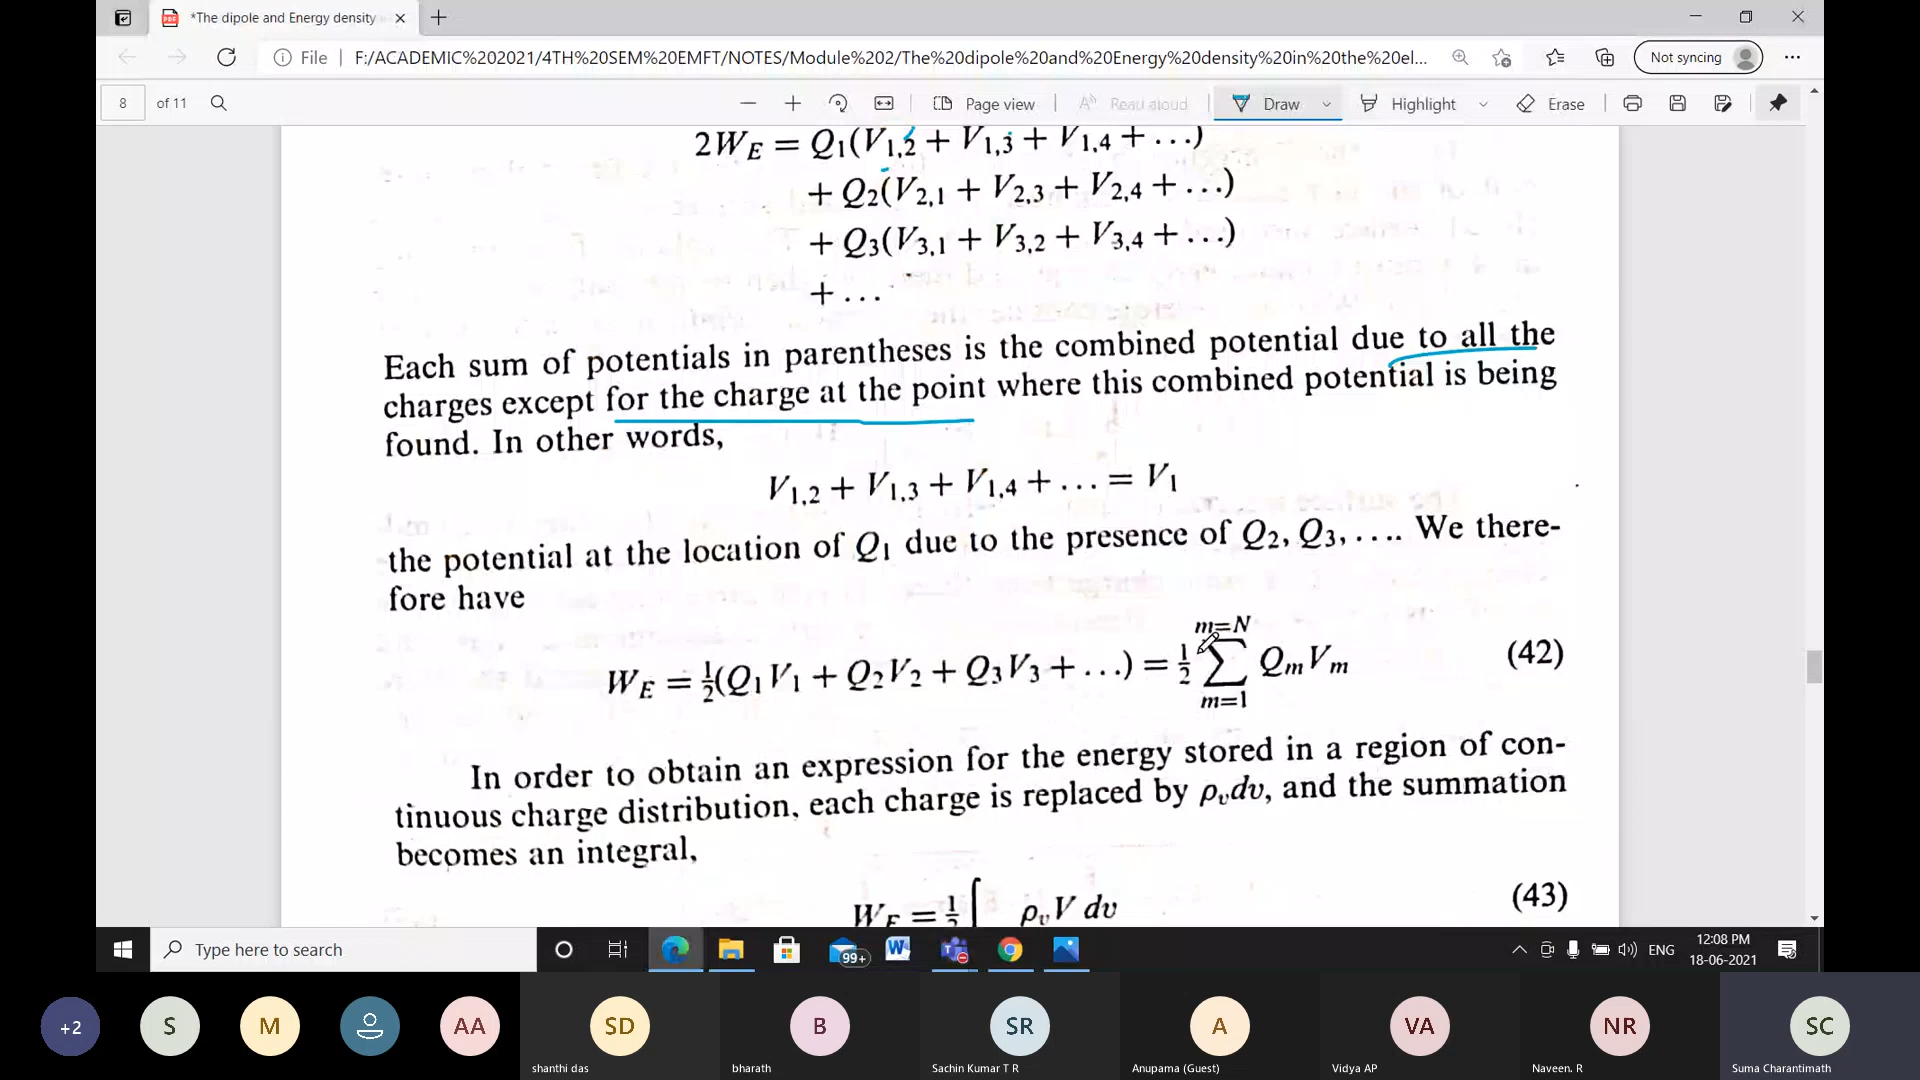 *The dipole and Energy density
File
F:/ACADEMIC%202021/4TH%20SEM%20EMFT/NOTES/Module%202/The%20dipole%20and%20Energy%20density%20in%20the%20el...
Not syncing
8 of 11
Page view
Read aloud
Draw
Highlight
Erase
2W_E = Q_1(V_{1,2} + V_{1,3} + V_{1,4} + ...)
+ Q_2(V_{2,1} + V_{2,3} + V_{2,4} + ...)
+ Q_3(V_{3,1} + V_{3,2} + V_{3,4} + ...)
+ ...
Each sum of potentials in parentheses is the combined potential due to all the
charges except for the charge at the point where this combined potential is being
found. In other words,
V_{1,2} + V_{1,3} + V_{1,4} + ... = V_1
the potential at the location of Q_1 due to the presence of Q_2, Q_3, .... We there-
fore have
W_E = ½(Q_1V_1 + Q_2V_2 + Q_3V_3 + ...) = ½ ∑_{m=1}^{m=N} Q_mV_m (42)
In order to obtain an expression for the energy stored in a region of con-
tinuous charge distribution, each charge is replaced by ρ_v dv, and the summation
becomes an integral,
W_E = ½ ∫ ρ_v V dv (43)
Type here to search
99+
ENG
12:08 PM
18-06-2021
+2
S
M
AA
SD
B
SR
A
VA
NR
SC
shanthi das
bharath
Sachin Kumar T R
Anupama (Guest)
Vidya AP
Naveen. R
Suma Charantimath